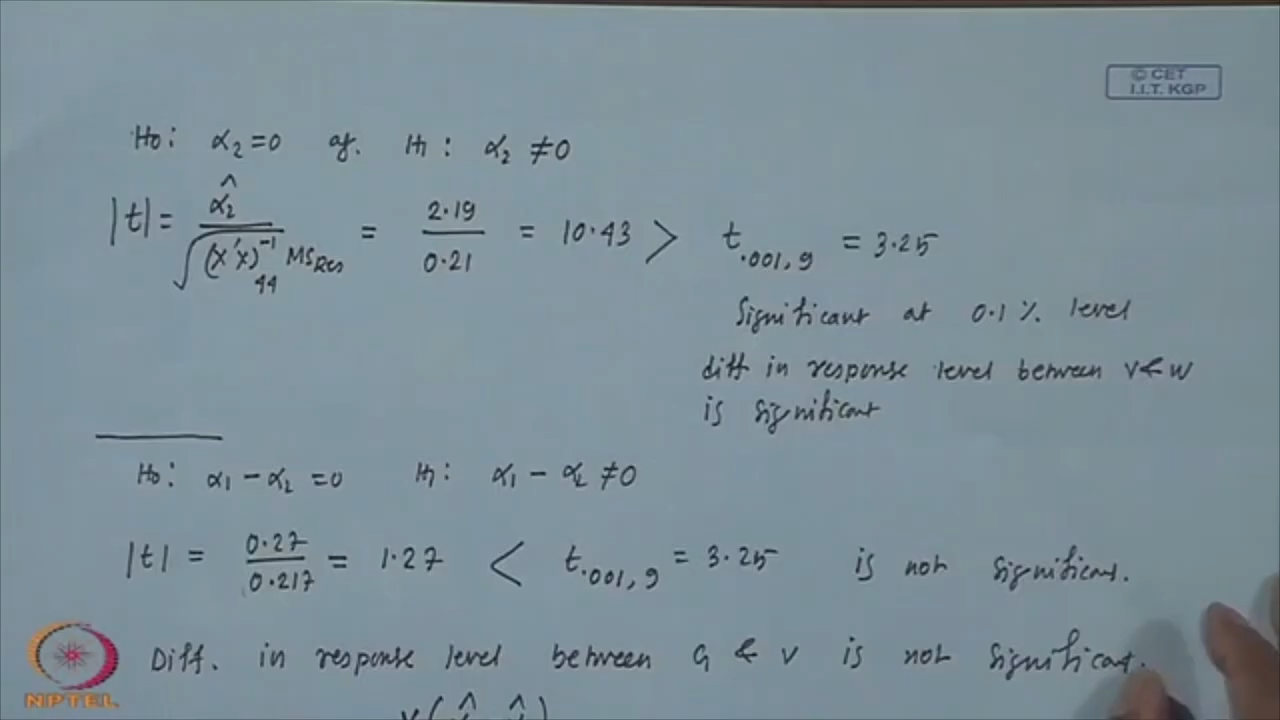 © CET
I.I.T. KGP
H0: α2 = 0 ag. H1: α2 ≠ 0
|t| = α̂2 / √((X'X)⁻¹44 MSRes) = 2.19 / 0.21 = 10.43 > t.001,9 = 3.25
Significant at 0.1 % level
diff in response level between V & W
is significant
H0: α1 − α2 = 0 H1: α1 − α2 ≠ 0
|t| = 0.27 / 0.217 = 1.27 < t.001,9 = 3.25 is not significant.
Diff. in response level between G & V is not significant.
NPTEL